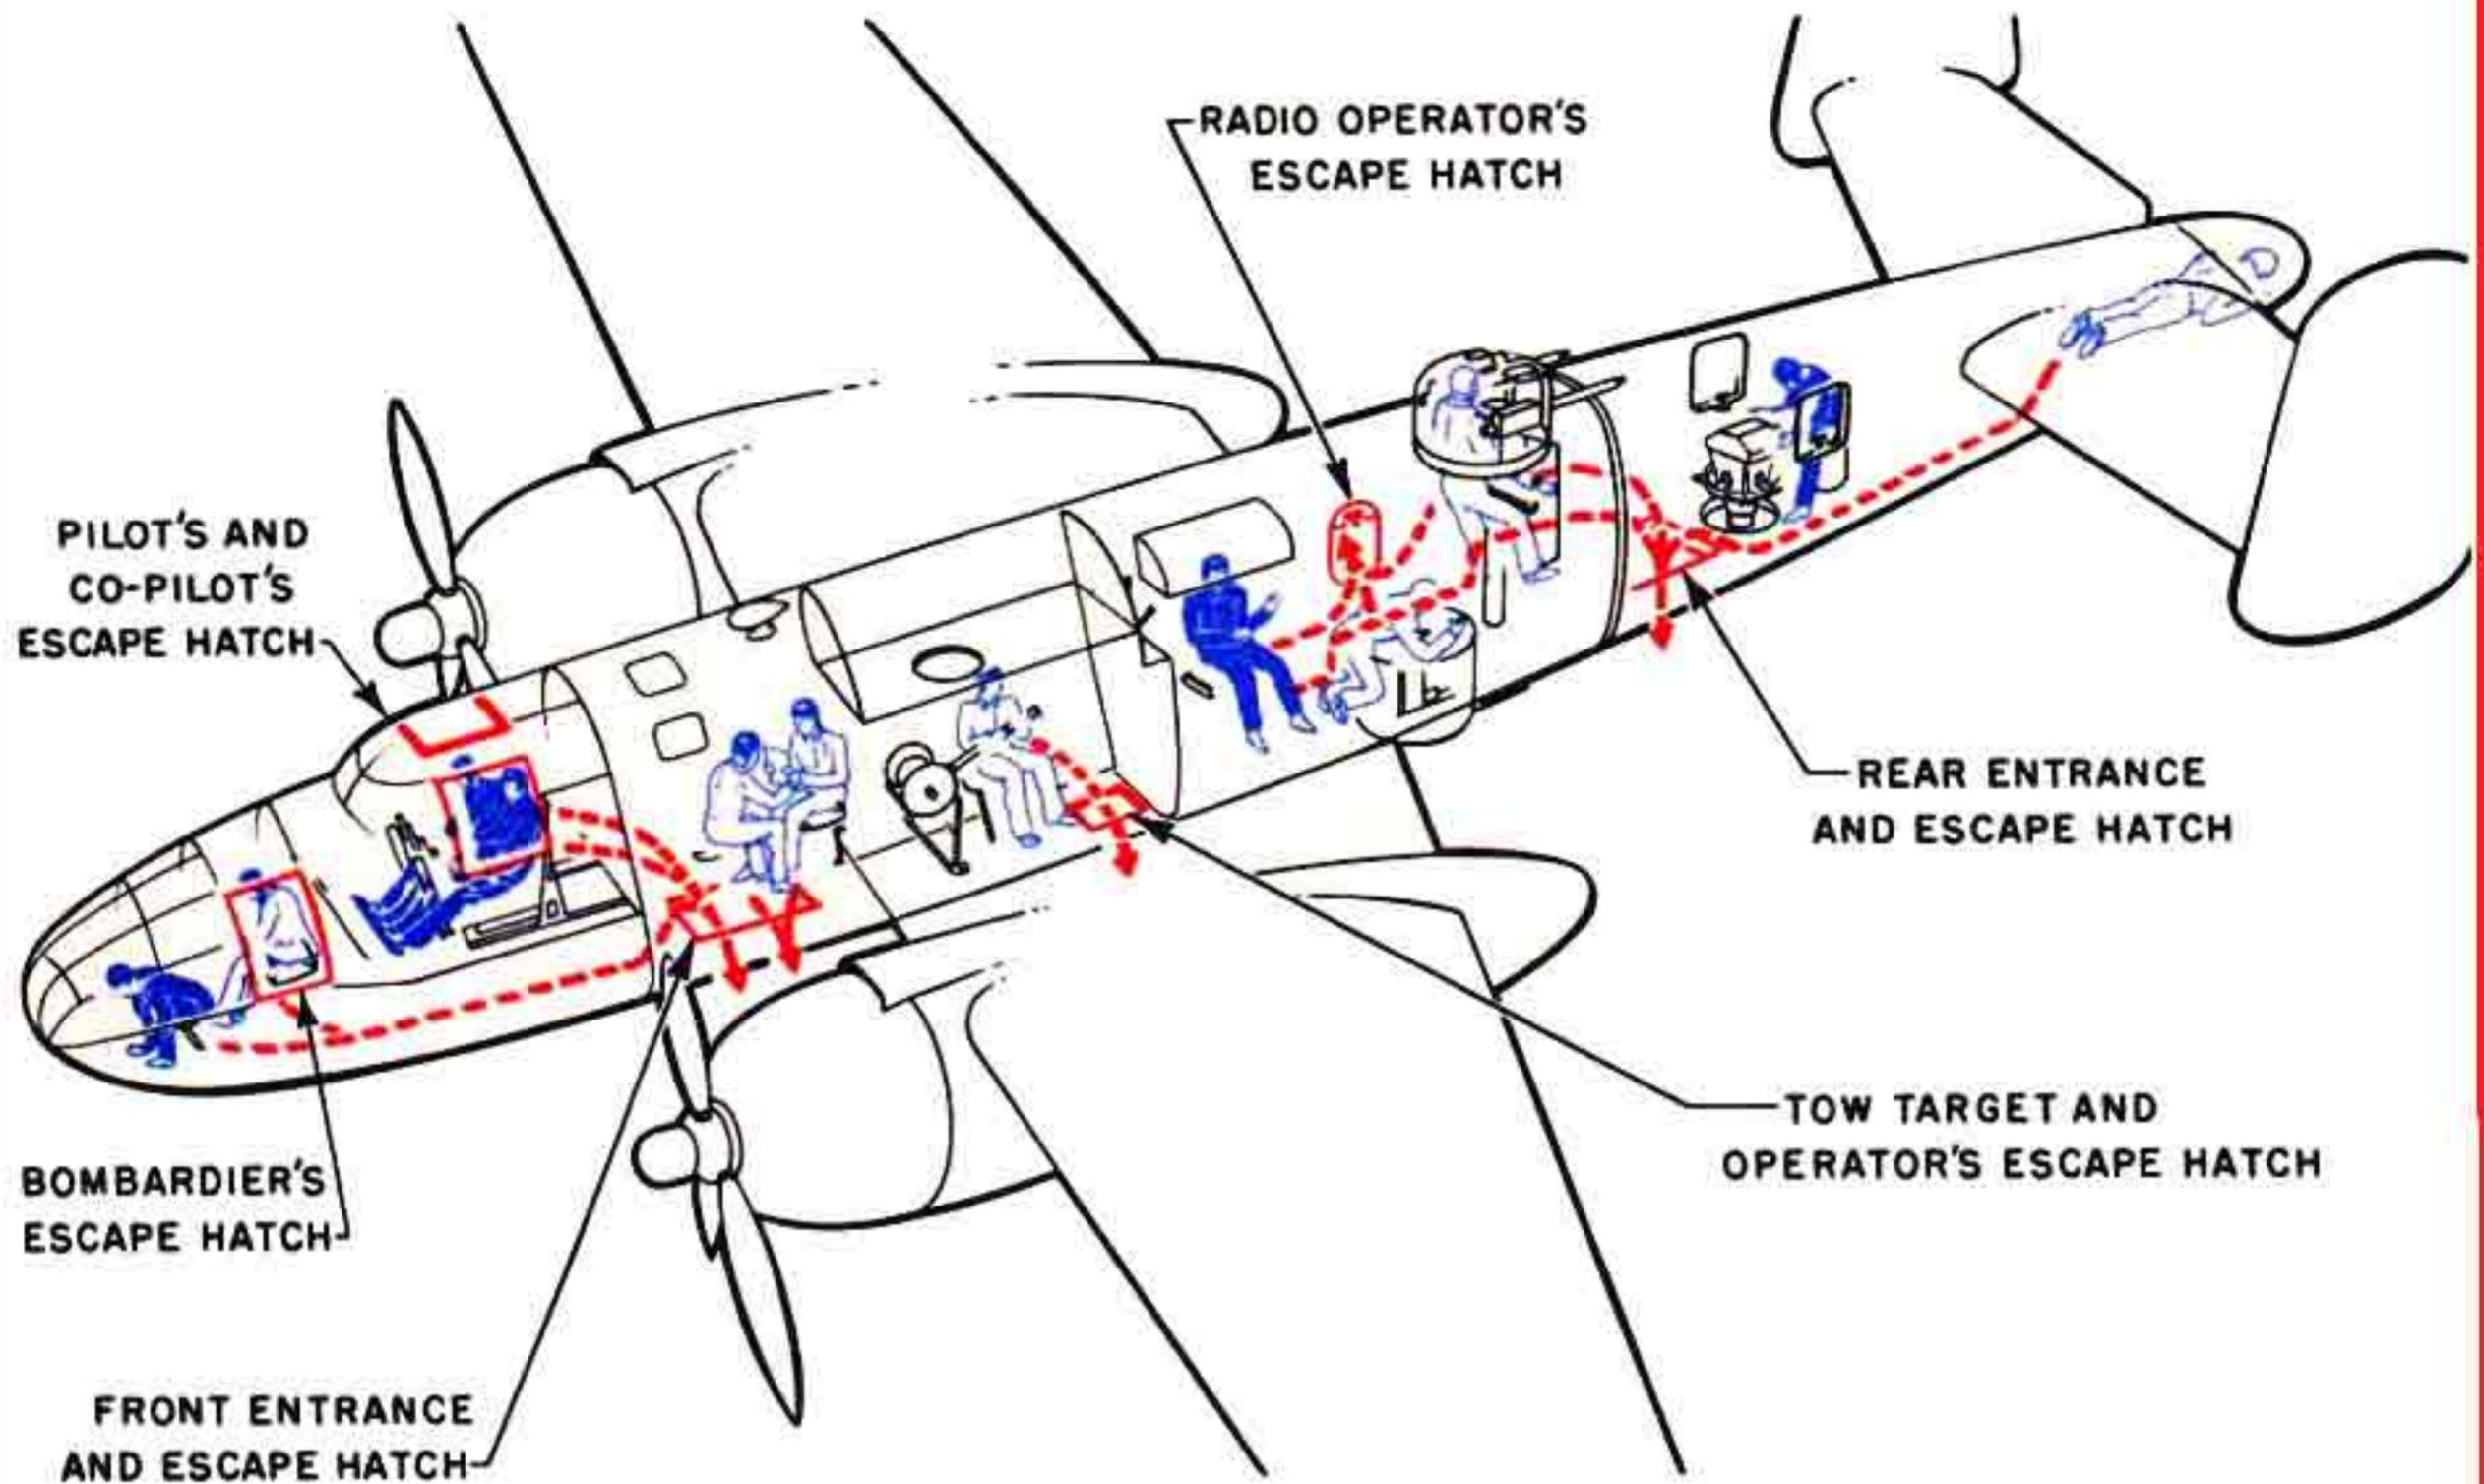 RADIO OPERATOR'S
ESCAPE HATCH
PILOT'S AND
CO-PILOT'S
ESCAPE HATCH
REAR ENTRANCE
AND ESCAPE HATCH
TOW TARGET AND
OPERATOR'S ESCAPE HATCH
BOMBARDIER'S
ESCAPE HATCH
FRONT ENTRANCE
AND ESCAPE HATCH